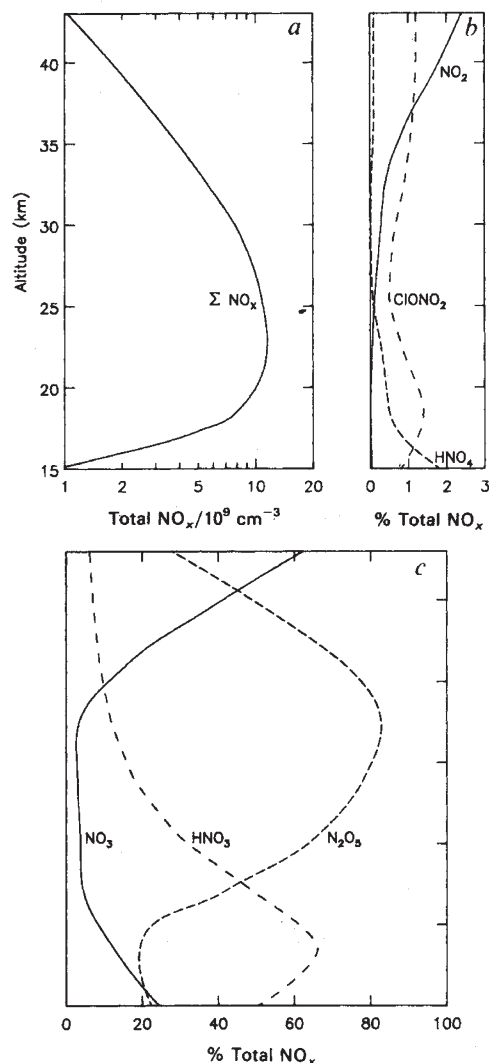 a
b
40
35
30
25
20
15
Altitude (km)
Σ NOₓ
NO₂
ClONO₂
HNO₄
1 2 5 10 20
0 1 2 3
Total NOₓ/10⁹ cm⁻³
% Total NOₓ
c
NO₃
HNO₃
N₂O₅
0 20 40 60 80 100
% Total NOₓ